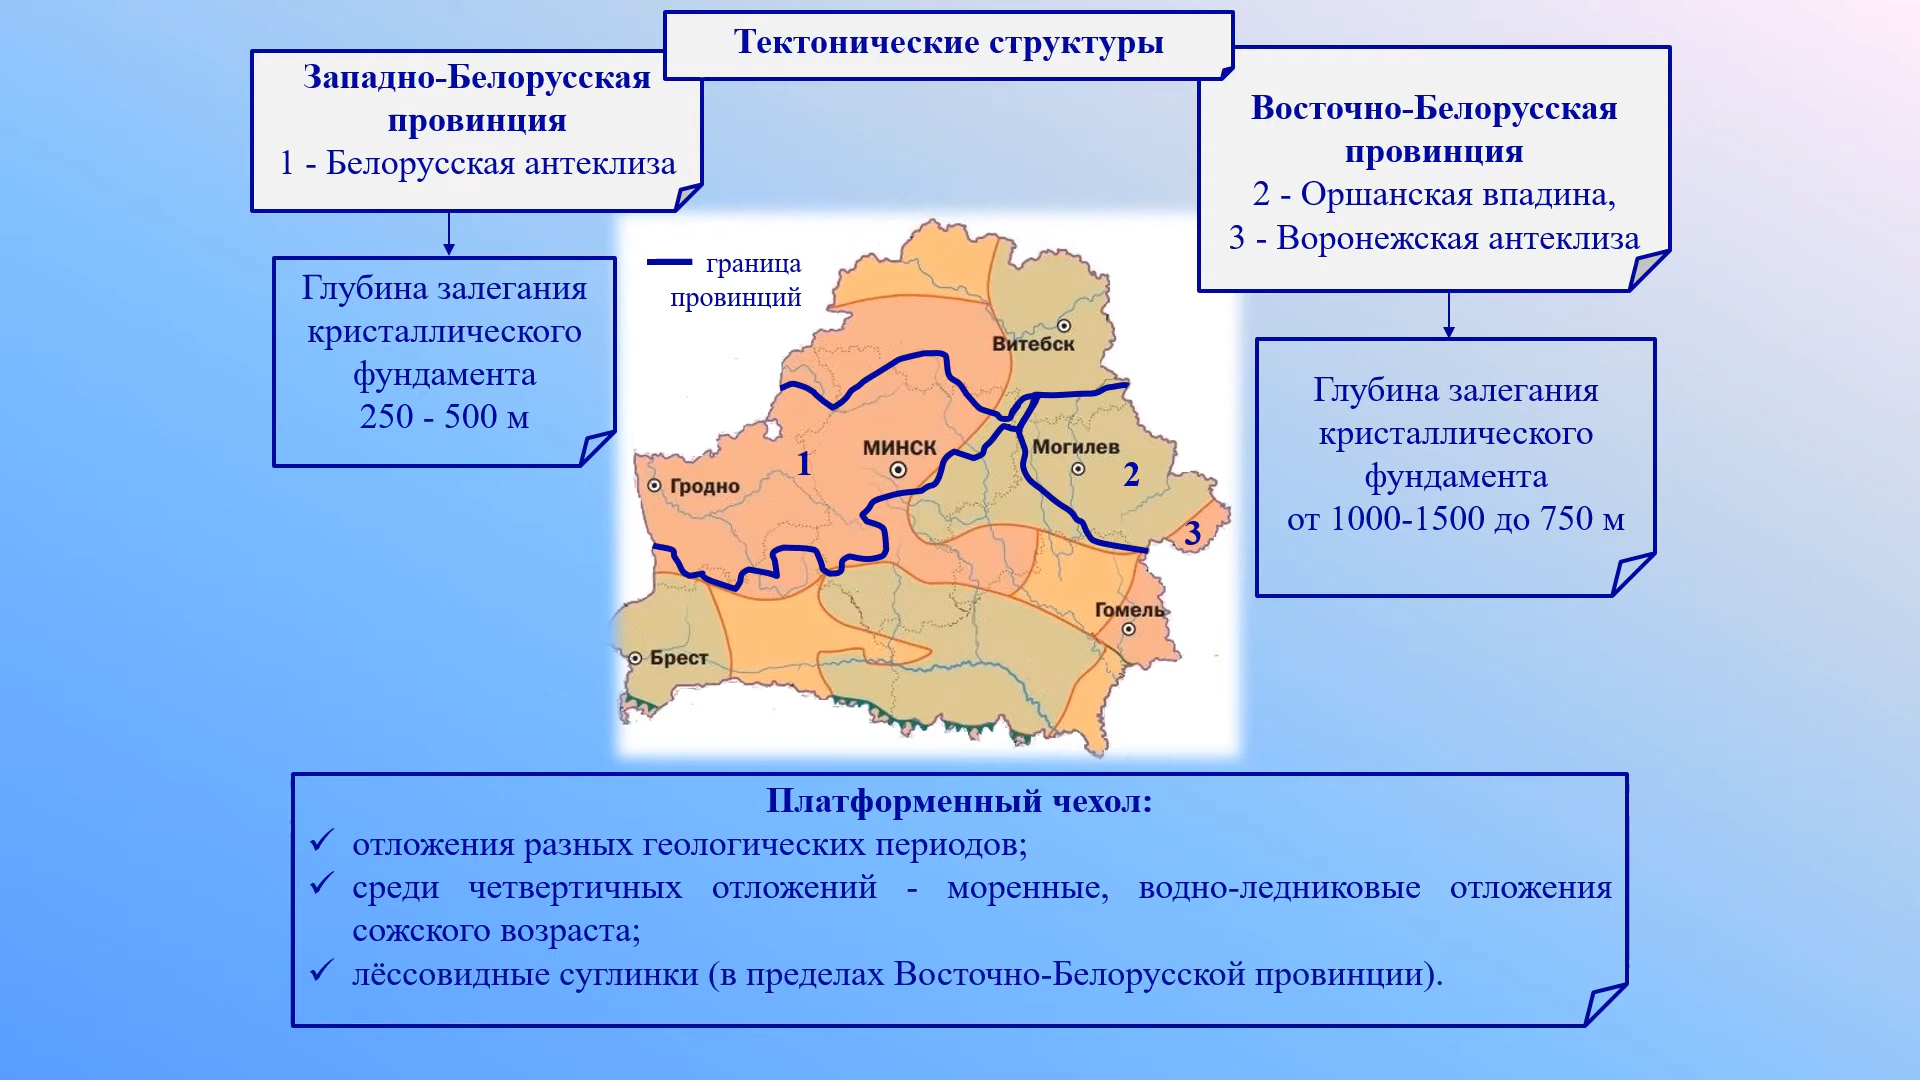 Тектонические структуры
Западно-Белорусская
провинция
1 - Белорусская антеклиза
Глубина залегания
кристаллического
фундамента
250 - 500 м
Восточно-Белорусская
провинция
2 - Оршанская впадина,
3 - Воронежская антеклиза
Глубина залегания
кристаллического
фундамента
от 1000-1500 до 750 м
граница
провинций
Витебск
МИНСК
Могилев
1
2
Гродно
3
Гомель
Брест
Платформенный чехол:
✓ отложения разных геологических периодов;
✓ среди четвертичных отложений - моренные, водно-ледниковые отложения
сожского возраста;
✓ лёссовидные суглинки (в пределах Восточно-Белорусской провинции).